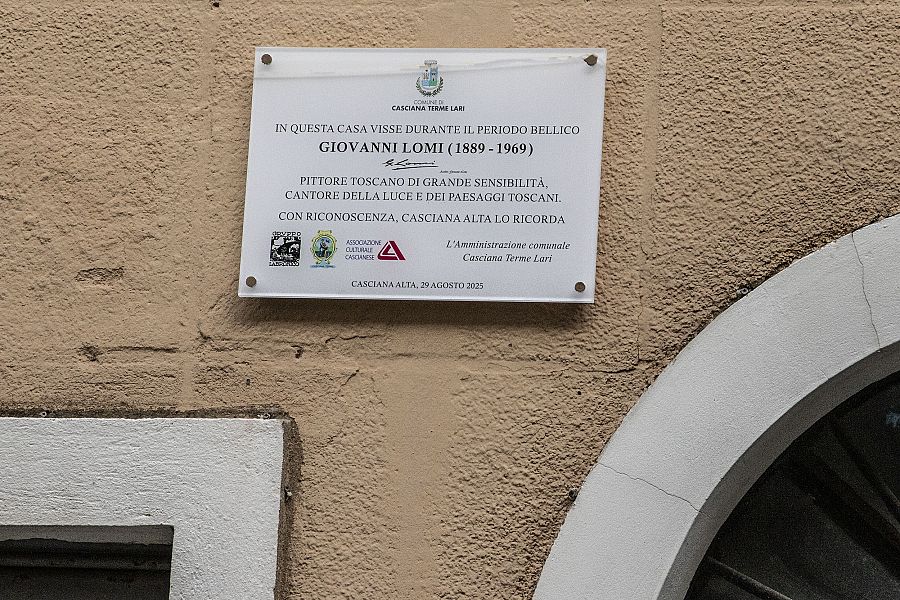 COMUNE DI
CASCIANA TERME LARI
IN QUESTA CASA VISSE DURANTE IL PERIODO BELLICO
GIOVANNI LOMI (1889 - 1969)
G. Lomi
PITTORE TOSCANO DI GRANDE SENSIBILITÀ,
CANTORE DELLA LUCE E DEI PAESAGGI TOSCANI.
CON RICONOSCENZA, CASCIANA ALTA LO RICORDA
ASSOCIAZIONE
CULTURALE
CASCIANESE
L'Amministrazione comunale
Casciana Terme Lari
CASCIANA ALTA, 29 AGOSTO 2025